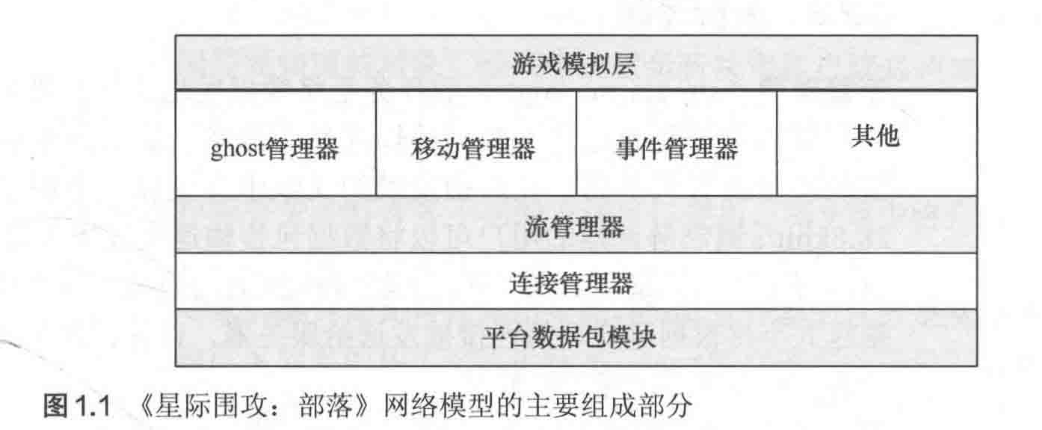 游戏模拟层
ghost管理器 移动管理器 事件管理器 其他
流管理器
连接管理器
平台数据包模块
图1.1 《星际围攻：部落》网络模型的主要组成部分